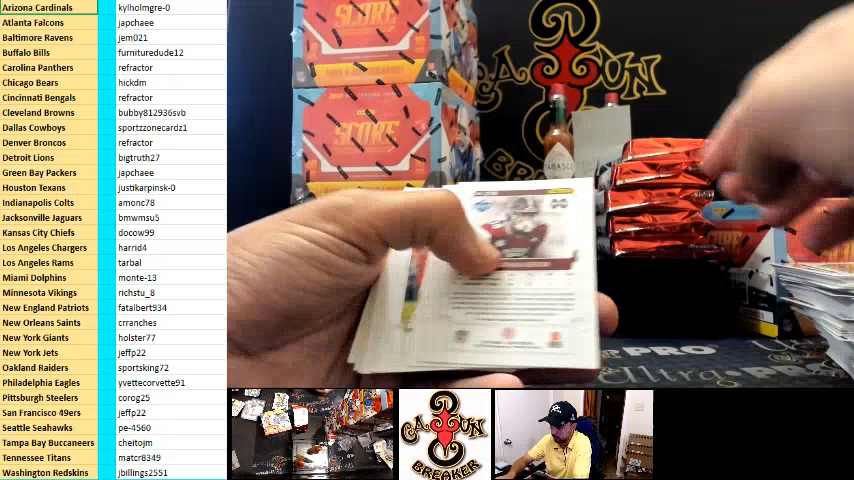 Arizona Cardinals kylholmgre-0
Atlanta Falcons japchaee
Baltimore Ravens jem021
Buffalo Bills furnituredude12
Carolina Panthers refractor
Chicago Bears hickdm
Cincinnati Bengals refractor
Cleveland Browns bubby812936svb
Dallas Cowboys sportzzonecardz1
Denver Broncos refractor
Detroit Lions bigtruth27
Green Bay Packers japchaee
Houston Texans justikarpinsk-0
Indianapolis Colts amonc78
Jacksonville Jaguars bmwmsu5
Kansas City Chiefs docow99
Los Angeles Chargers harrid4
Los Angeles Rams tarbal
Miami Dolphins monte-13
Minnesota Vikings richstu_8
New England Patriots fatalbert934
New Orleans Saints crranches
New York Giants holster77
New York Jets jeffp22
Oakland Raiders sportsking72
Philadelphia Eagles yvettecorvette91
Pittsburgh Steelers corog25
San Francisco 49ers jeffp22
Seattle Seahawks pe-4560
Tampa Bay Buccaneers cheitojm
Tennessee Titans matcr8349
Washington Redskins jbillings2551
SCORE
SCORE
CAJUN
BREAKER
TABASCO
PRO
Ultra PRO
CAJUN
BREAKER